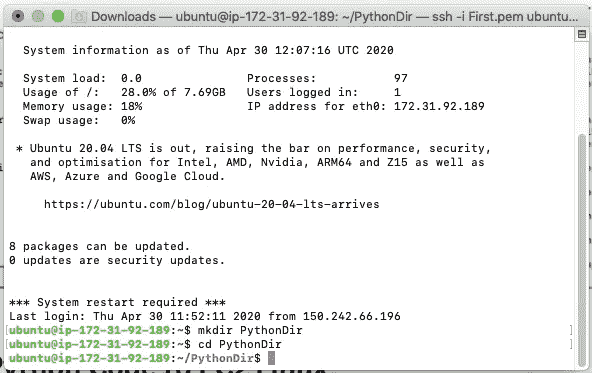 Downloads — ubuntu@ip-172-31-92-189: ~/PythonDir — ssh -i First.pem ubuntu...
System information as of Thu Apr 30 12:07:16 UTC 2020
System load:  0.0                Processes:           97
Usage of /:   28.0% of 7.69GB   Users logged in:     1
Memory usage: 18%               IP address for eth0: 172.31.92.189
Swap usage:   0%
* Ubuntu 20.04 LTS is out, raising the bar on performance, security,
and optimisation for Intel, AMD, Nvidia, ARM64 and Z15 as well as
AWS, Azure and Google Cloud.
https://ubuntu.com/blog/ubuntu-20-04-lts-arrives
8 packages can be updated.
0 updates are security updates.
*** System restart required ***
Last login: Thu Apr 30 11:52:11 2020 from 150.242.66.196
[ubuntu@ip-172-31-92-189:~$ mkdir PythonDir ]
[ubuntu@ip-172-31-92-189:~$ cd PythonDir ]
ubuntu@ip-172-31-92-189:~/PythonDir$